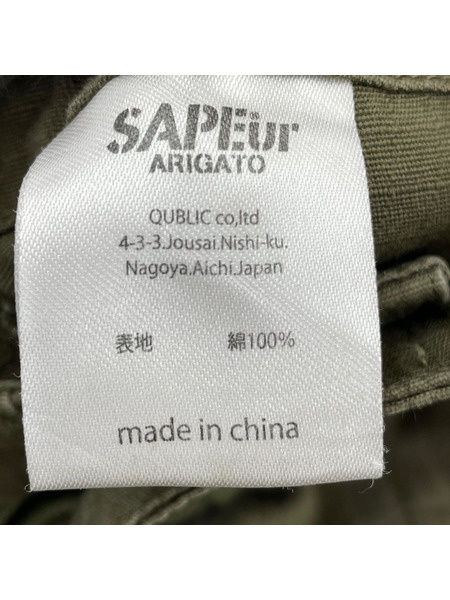 SAPEür
ARIGATO
QUBLIC co,ltd
4-3-3.Jousai.Nishi-ku.
Nagoya.Aichi.Japan
表地 綿100%
made in china